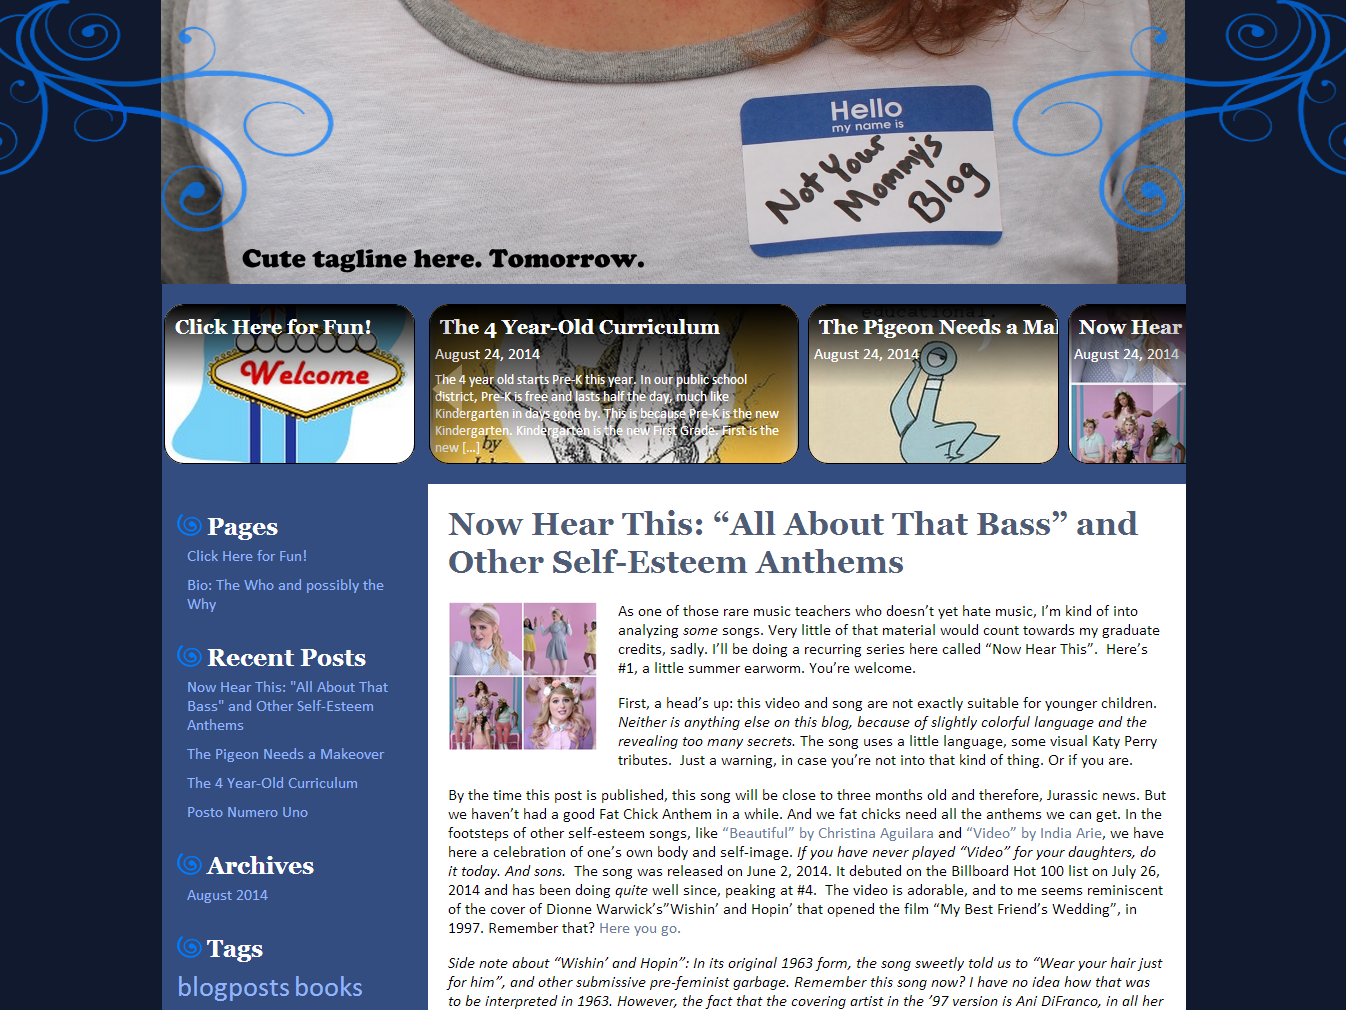 Hello
my name is
Not Your
Mommy's
Blog
Cute tagline here. Tomorrow.
Click Here for Fun!
Welcome
The 4 Year-Old Curriculum
August 24, 2014
The 4 year old starts Pre-K this year. In our public school
district, Pre-K is free and lasts half the day, much like
Kindergarten in days gone by. This is because Pre-K is the new
Kindergarten. Kindergarten is the new First Grade. First is the
new [...]
by
educational.
The Pigeon Needs a Mak
August 24, 2014
Now Hear
August 24, 2014
Pages
Click Here for Fun!
Bio: The Who and possibly the
Why
Recent Posts
Now Hear This: "All About That
Bass" and Other Self-Esteem
Anthems
The Pigeon Needs a Makeover
The 4 Year-Old Curriculum
Posto Numero Uno
Archives
August 2014
Tags
blogposts books
Now Hear This: “All About That Bass” and
Other Self-Esteem Anthems
As one of those rare music teachers who doesn’t yet hate music, I’m kind of into
analyzing some songs. Very little of that material would count towards my graduate
credits, sadly. I’ll be doing a recurring series here called “Now Hear This”.  Here’s
#1, a little summer earworm. You’re welcome.
First, a head’s up: this video and song are not exactly suitable for younger children.
Neither is anything else on this blog, because of slightly colorful language and the
revealing too many secrets. The song uses a little language, some visual Katy Perry
tributes.  Just a warning, in case you’re not into that kind of thing. Or if you are.
By the time this post is published, this song will be close to three months old and therefore, Jurassic news. But
we haven’t had a good Fat Chick Anthem in a while. And we fat chicks need all the anthems we can get. In the
footsteps of other self-esteem songs, like “Beautiful” by Christina Aguilara and “Video” by India Arie, we have
here a celebration of one’s own body and self-image. If you have never played “Video” for your daughters, do
it today. And sons.  The song was released on June 2, 2014. It debuted on the Billboard Hot 100 list on July 26,
2014 and has been doing quite well since, peaking at #4.  The video is adorable, and to me seems reminiscent
of the cover of Dionne Warwick’s”Wishin’ and Hopin’ that opened the film “My Best Friend’s Wedding”, in
1997. Remember that? Here you go.
Side note about “Wishin’ and Hopin”: In its original 1963 form, the song sweetly told us to “Wear your hair just
for him”, and other submissive pre-feminist garbage. Remember this song now? I have no idea how that was
to be interpreted in 1963. However, the fact that the covering artist in the ’97 version is Ani DiFranco, in all her